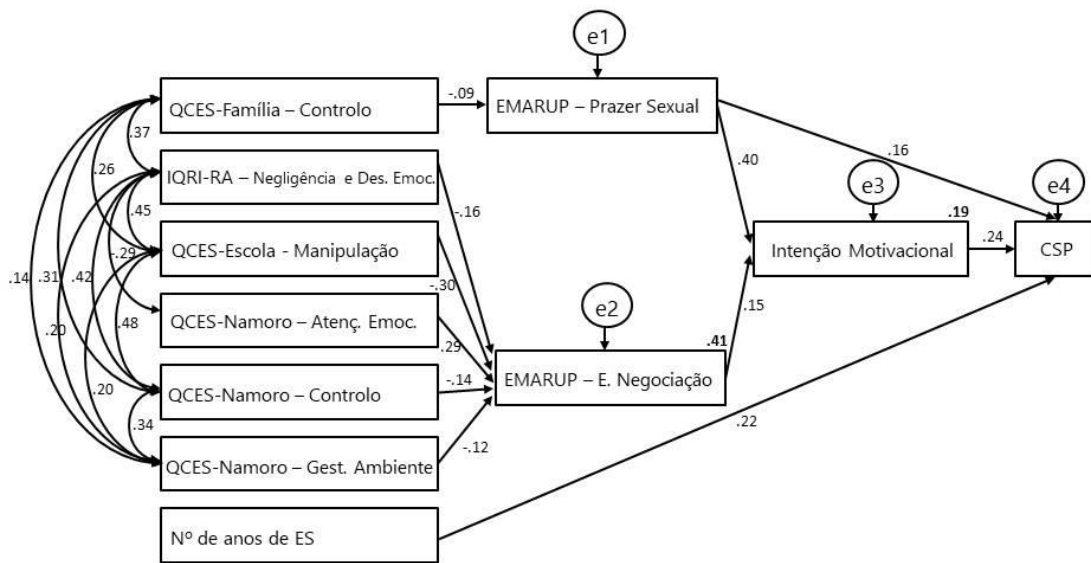 e1
QCES-Família – Controlo
-.09
EMARUP – Prazer Sexual
.37
.16
.40
e3
e4
.26
IQRI-RA – Negligência e Des. Emoc.
-.16
.45
.19
QCES-Escola - Manipulação
Intenção Motivacional
.24
CSP
-.29
.14
.31
.42
-.30
e2
.15
QCES-Namoro – Atenç. Emoc.
.48
.20
.29
.41
EMARUP – E. Negociação
.20
QCES-Namoro – Controlo
-.14
.34
.22
-.12
QCES-Namoro – Gest. Ambiente
Nº de anos de ES